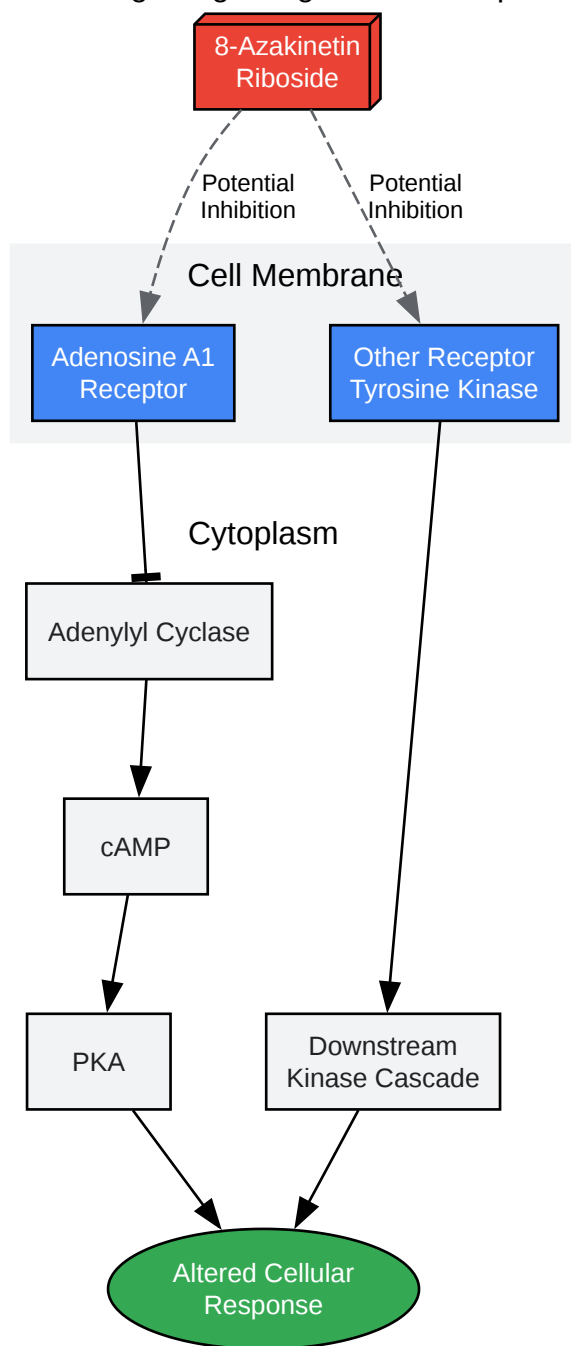 8-Azakinetin
Riboside
Potential
Inhibition
Potential
Inhibition
Cell Membrane
Adenosine A1
Receptor
Other Receptor
Tyrosine Kinase
Cytoplasm
Adenylyl Cyclase
cAMP
PKA
Downstream
Kinase Cascade
Altered Cellular
Response